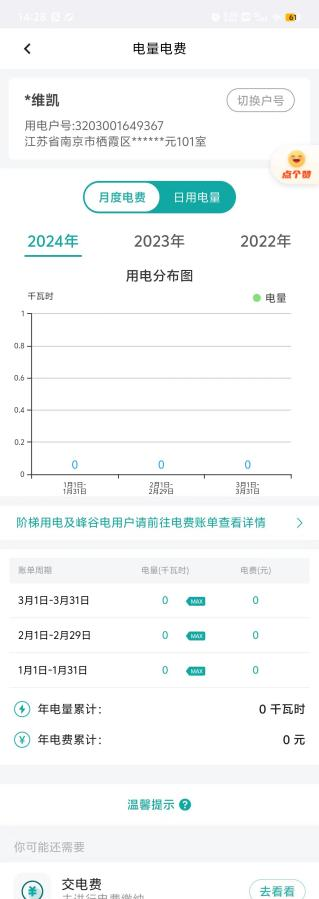 14:28
61
电量电费
*维凯
切换户号
用电户号:3203001649367
江苏省南京市栖霞区******元101室
点个赞
月度电费
日用电量
2024年
2023年
2022年
用电分布图
千瓦时
电量
1
0.8
0.6
0.4
0.2
0
0
0
0
1月1日-
1月31日
2月1日-
2月29日
3月1日-
3月31日
阶梯用电及峰谷电用户请前往电费账单查看详情
账单周期
电量(千瓦时)
电费(元)
3月1日-3月31日
0
MAX
0
2月1日-2月29日
0
MAX
0
1月1日-1月31日
0
MAX
0
年电量累计：
0 千瓦时
¥
年电费累计：
0 元
温馨提示 ?
你可能还需要
¥
交电费
去看看
去进行电费缴纳